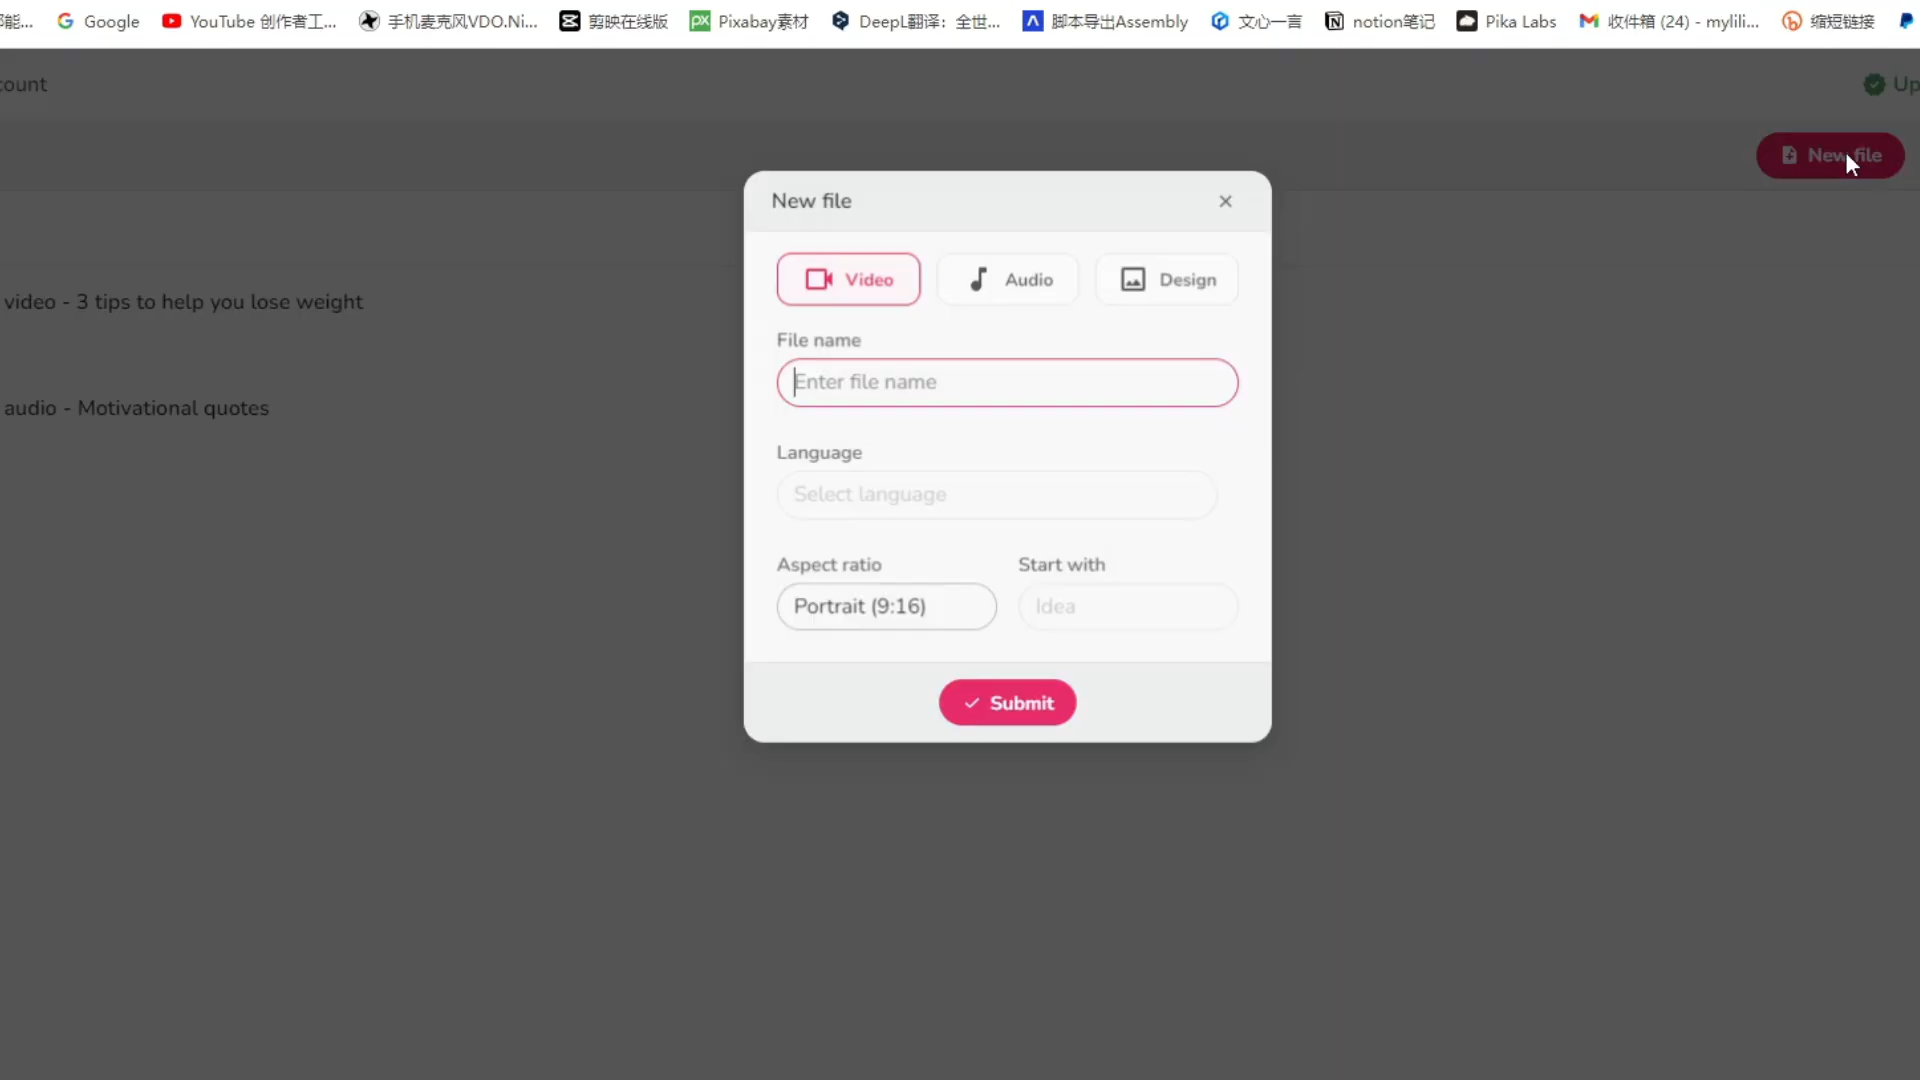 那能... Google YouTube 创作者工... 手机麦克风VDO.Ni... 剪映在线版 Pixabay素材 DeepL翻译：全世... 脚本导出Assembly 文心一言 notion笔记 Pika Labs 收件箱 (24) - mylili... 缩短链接
count Up
New file
New file
Video Audio Design
video - 3 tips to help you lose weight
File name
Enter file name
audio - Motivational quotes
Language
Select language
Aspect ratio Start with
Portrait (9:16) Idea
Submit